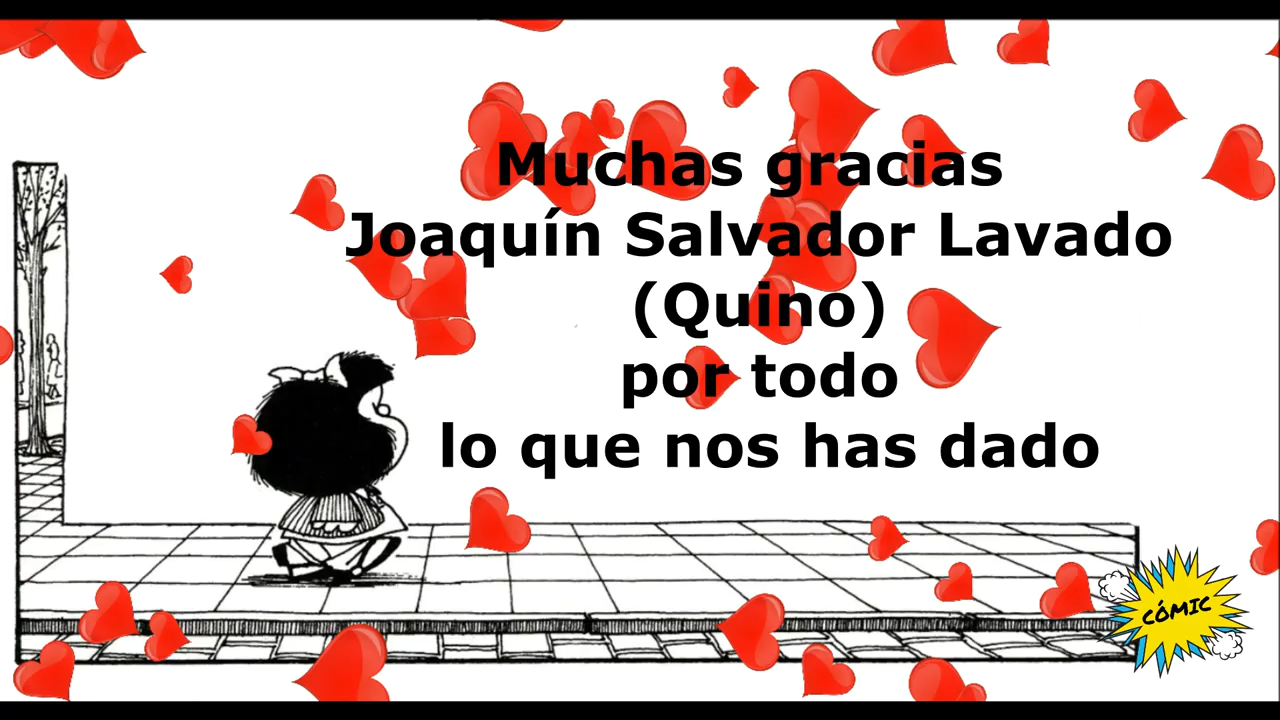 Muchas gracias
Joaquín Salvador Lavado
(Quino)
por todo
lo que nos has dado
CÓMIC